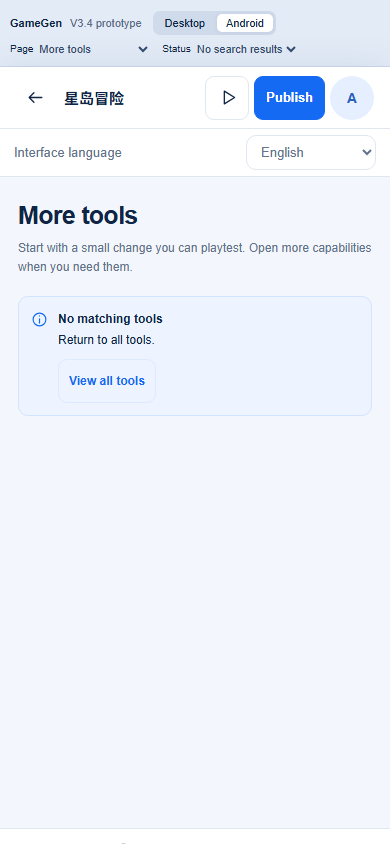 GameGen V3.4 prototype Desktop Android
Page More tools Status No search results
星岛冒险 Publish A
Interface language English
More tools
Start with a small change you can playtest. Open more capabilities
when you need them.
No matching tools
Return to all tools.
View all tools